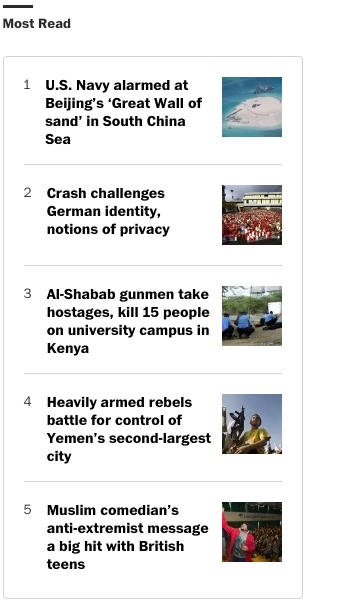 Most Read
1 U.S. Navy alarmed at
Beijing’s ‘Great Wall of
sand’ in South China
Sea
2 Crash challenges
German identity,
notions of privacy
3 Al-Shabab gunmen take
hostages, kill 15 people
on university campus in
Kenya
4 Heavily armed rebels
battle for control of
Yemen’s second-largest
city
5 Muslim comedian’s
anti-extremist message
a big hit with British
teens